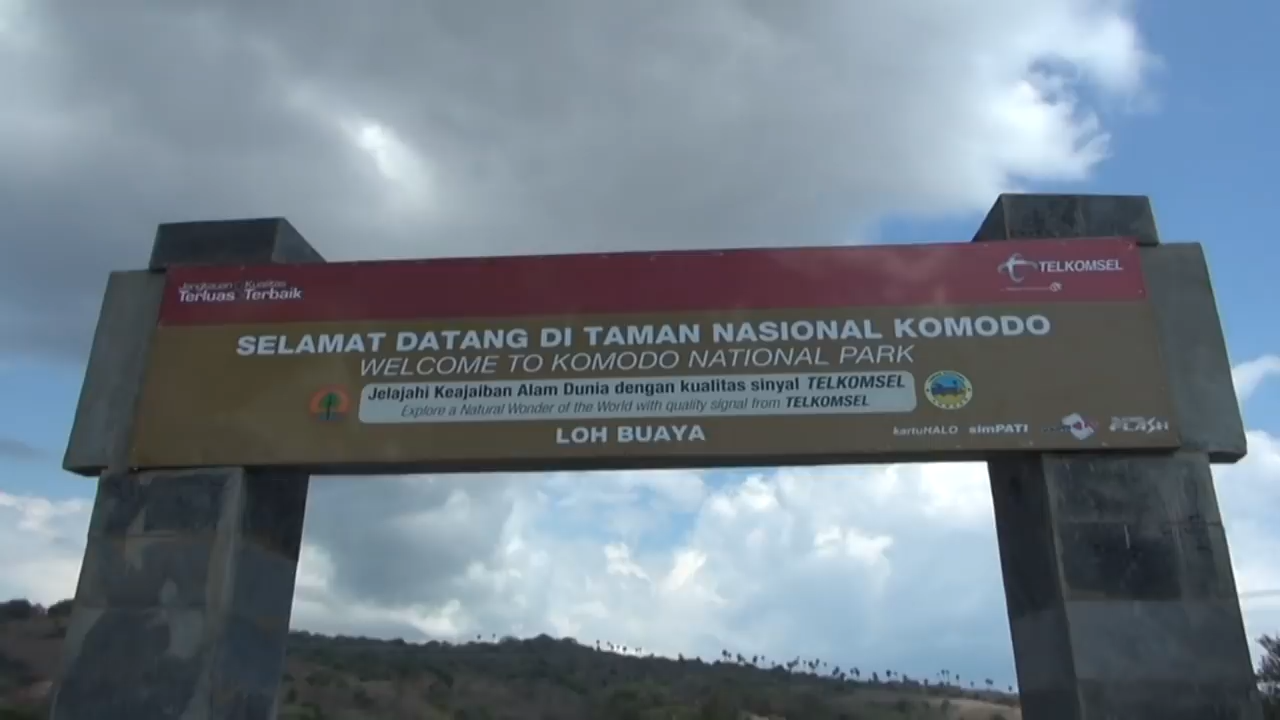 Jangkauan Kualitas
Terluas Terbaik
TELKOMSEL
SELAMAT DATANG DI TAMAN NASIONAL KOMODO
WELCOME TO KOMODO NATIONAL PARK
Jelajahi Keajaiban Alam Dunia dengan kualitas sinyal TELKOMSEL
Explore a Natural Wonder of the World with quality signal from TELKOMSEL
LOH BUAYA
kartuHALO simPATI FLASH